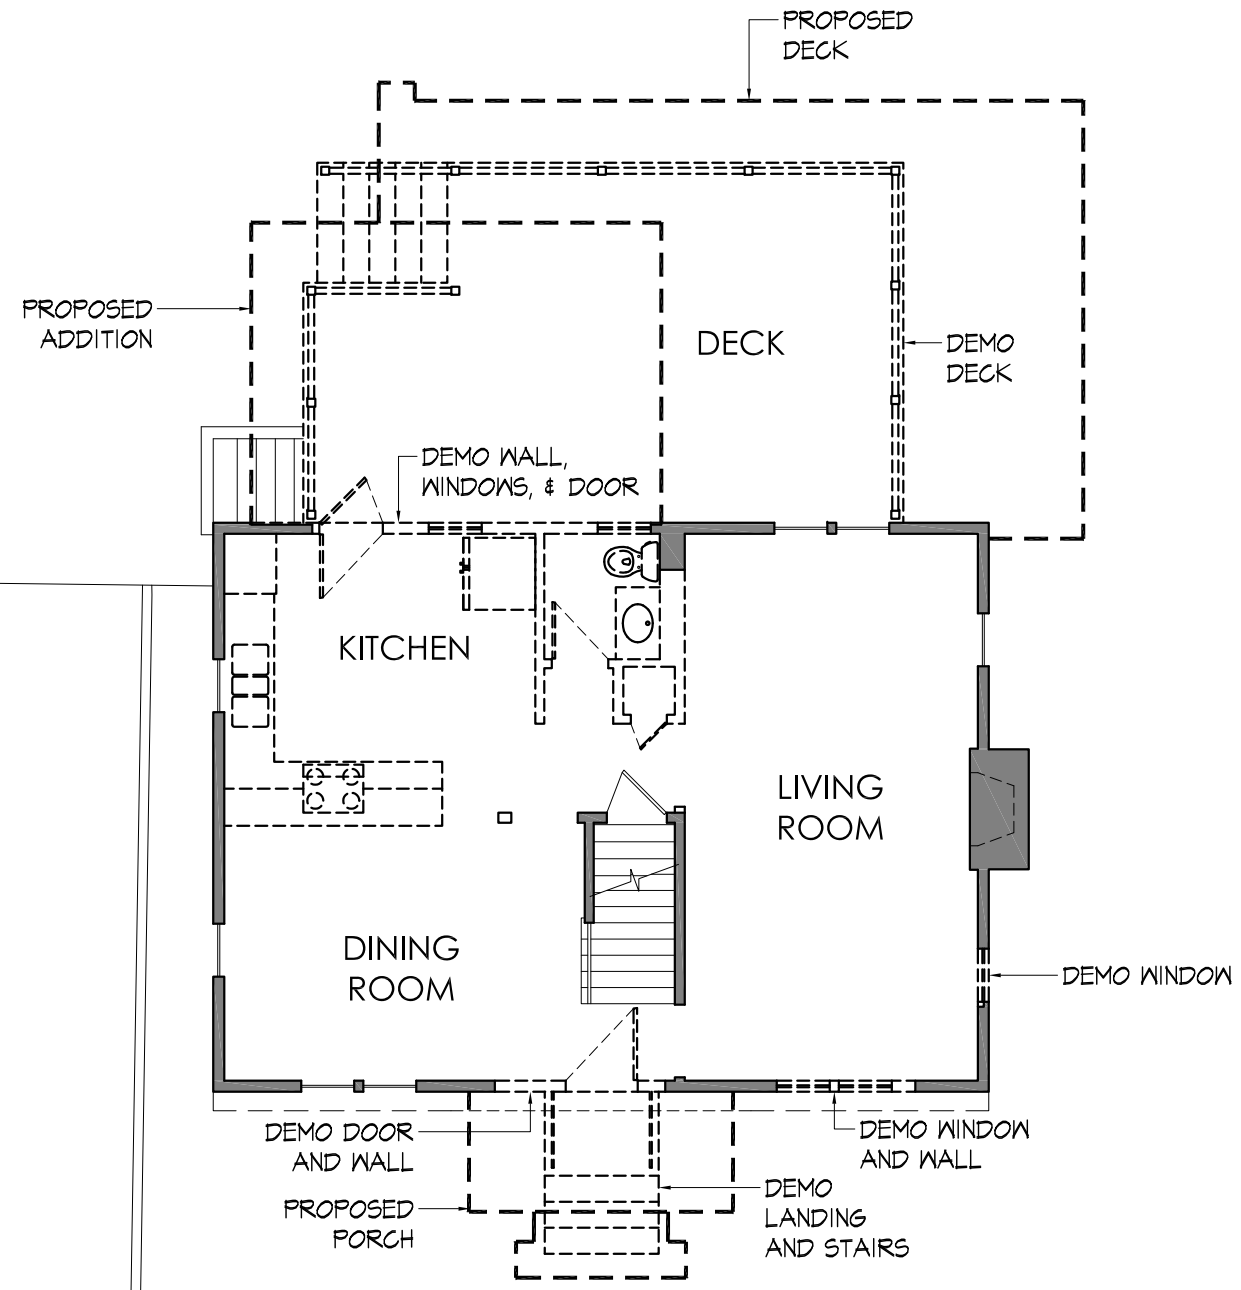 PROPOSED
DECK
PROPOSED
ADDITION
DECK
DEMO
DECK
DEMO WALL,
WINDOWS, & DOOR
KITCHEN
LIVING
ROOM
DINING
ROOM
DEMO WINDOW
DEMO DOOR
AND WALL
DEMO WINDOW
AND WALL
PROPOSED
PORCH
DEMO
LANDING
AND STAIRS